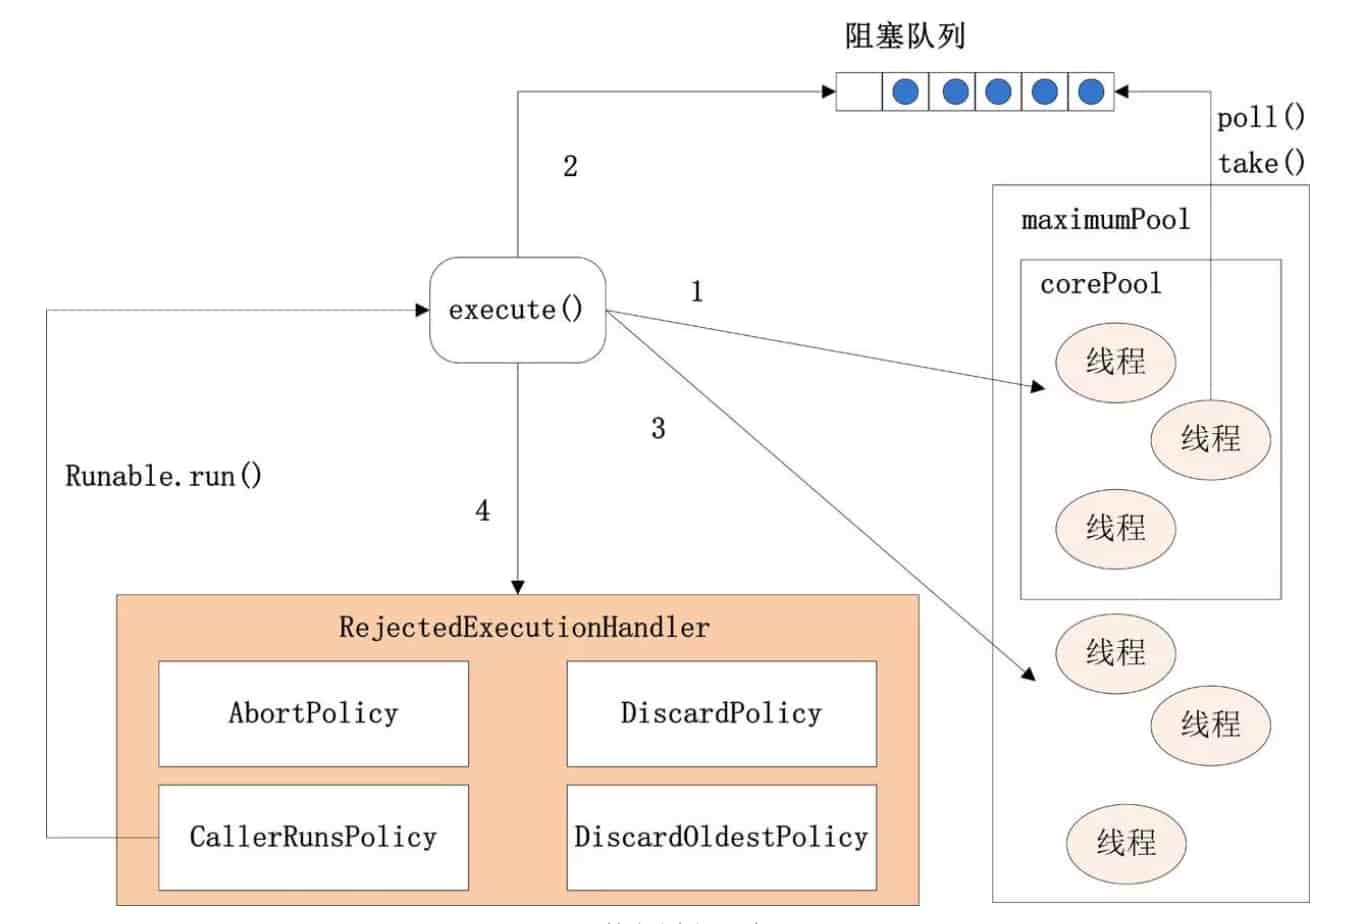 阻塞队列
poll()
take()
2
maximumPool
corePool
1
execute()
线程
3
线程
Runable.run()
4
线程
RejectedExecutionHandler
线程
AbortPolicy
DiscardPolicy
线程
CallerRunsPolicy
DiscardOldestPolicy
线程